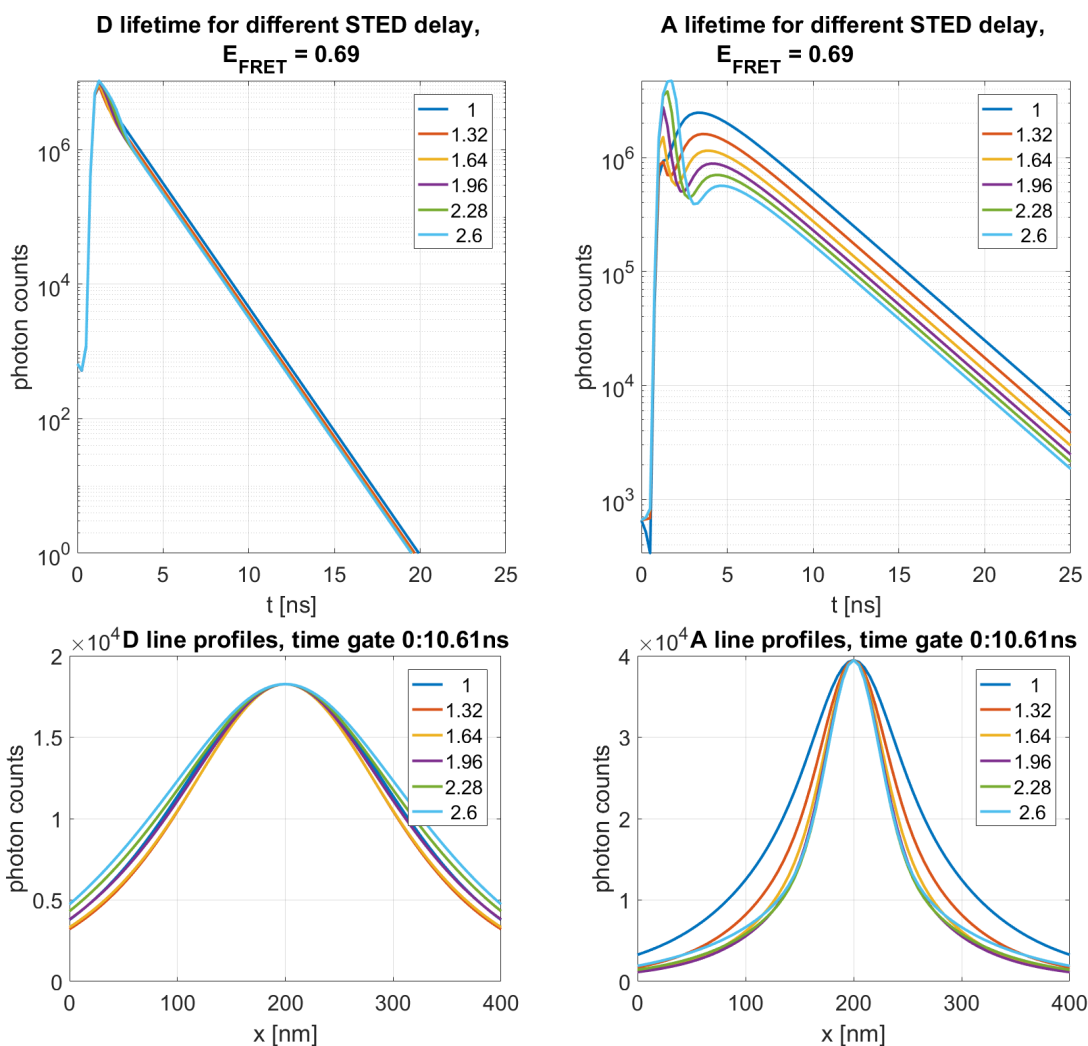 D lifetime for different STED delay,
E_FRET = 0.69
photon counts
10^6
10^4
10^2
10^0
0 5 10 15 20 25
t [ns]
1
1.32
1.64
1.96
2.28
2.6
A lifetime for different STED delay,
E_FRET = 0.69
photon counts
10^6
10^5
10^4
10^3
0 5 10 15 20 25
t [ns]
1
1.32
1.64
1.96
2.28
2.6
×10^4 D line profiles, time gate 0:10.61ns
photon counts
2
1.5
1
0.5
0
0 100 200 300 400
x [nm]
1
1.32
1.64
1.96
2.28
2.6
×10^4 A line profiles, time gate 0:10.61ns
photon counts
4
3
2
1
0
0 100 200 300 400
x [nm]
1
1.32
1.64
1.96
2.28
2.6